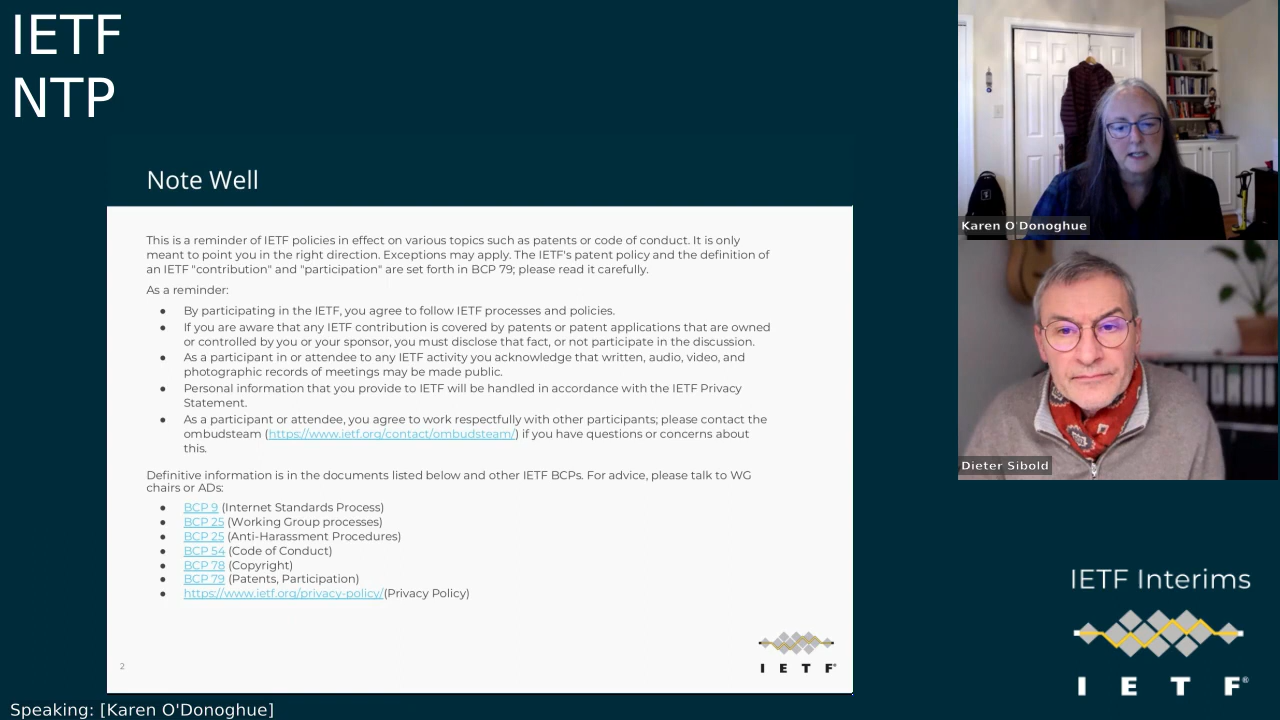 IETF
NTP
Note Well
This is a reminder of IETF policies in effect on various topics such as patents or code of conduct. It is only
meant to point you in the right direction. Exceptions may apply. The IETF's patent policy and the definition of
an IETF "contribution" and "participation" are set forth in BCP 79; please read it carefully.
As a reminder:
● By participating in the IETF, you agree to follow IETF processes and policies.
● If you are aware that any IETF contribution is covered by patents or patent applications that are owned
or controlled by you or your sponsor, you must disclose that fact, or not participate in the discussion.
● As a participant in or attendee to any IETF activity you acknowledge that written, audio, video, and
photographic records of meetings may be made public.
● Personal information that you provide to IETF will be handled in accordance with the IETF Privacy
Statement.
● As a participant or attendee, you agree to work respectfully with other participants; please contact the
ombudsteam (https://www.ietf.org/contact/ombudsteam/) if you have questions or concerns about
this.
Definitive information is in the documents listed below and other IETF BCPs. For advice, please talk to WG
chairs or ADs:
● BCP 9 (Internet Standards Process)
● BCP 25 (Working Group processes)
● BCP 25 (Anti-Harassment Procedures)
● BCP 54 (Code of Conduct)
● BCP 78 (Copyright)
● BCP 79 (Patents, Participation)
● https://www.ietf.org/privacy-policy/(Privacy Policy)
2
I E T F®
Karen O'Donoghue
Dieter Sibold
IETF Interims
I E T F®
Speaking: [Karen O'Donoghue]